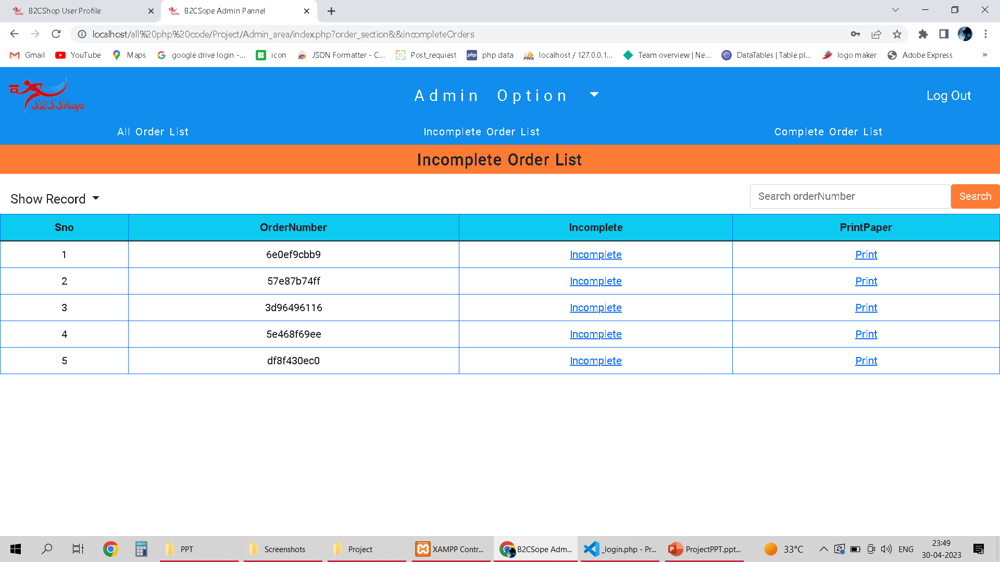 B2CShop User Profile
B2CSope Admin Pannel
localhost/all%20php%20code/Project/Admin_area/index.php?order_section&&incompleteOrders
Gmail YouTube Maps google drive login -... icon JSON Formatter - C... Post_requiest php php data PMA localhost / 127.0.0.1... Team overview | Ne... DataTables | Table pl... logo maker Adobe Express »
S2SShop
Admin Option
Log Out
All Order List Incomplete Order List Complete Order List
Incomplete Order List
Show Record
Search orderNumber Search
Sno OrderNumber Incomplete PrintPaper
1 6e0ef9cbb9 Incomplete Print
2 57e87b74ff Incomplete Print
3 3d96496116 Incomplete Print
4 5e468f69ee Incomplete Print
5 df8f430ec0 Incomplete Print
PPT Screenshots Project XAMPP Contr... B2CSope Adm... _login.php - Pr... ProjectPPT.ppt... 33°C ENG 23:49
30-04-2023